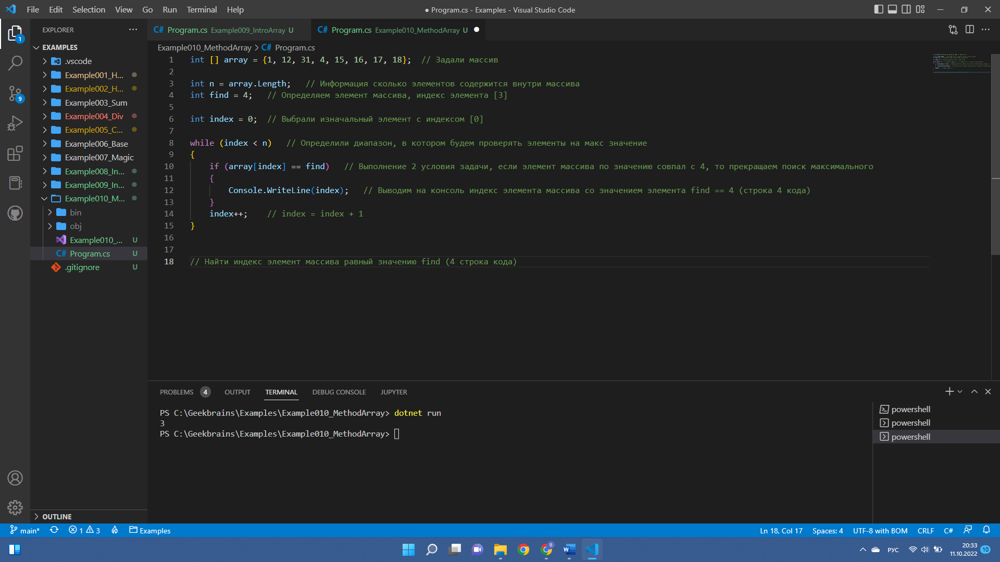 File Edit Selection View Go Run Terminal Help
● Program.cs - Examples - Visual Studio Code
EXPLORER
Program.cs Example009_IntroArray U
Program.cs Example010_MethodArray U
EXAMPLES
.vscode
Example001_H...
Example002_H...
Example003_Sum
Example004_Div
Example005_C...
Example006_Base
Example007_Magic
Example008_In...
Example009_In...
Example010_M...
bin
obj
Example010_... U
Program.cs U
.gitignore U
OUTLINE
1
9
Example010_MethodArray > C# Program.cs
1 int [] array = {1, 12, 31, 4, 15, 16, 17, 18}; // Задали массив
2
3 int n = array.Length; // Информация сколько элементов содержится внутри массива
4 int find = 4; // Определяем элемент массива, индекс элемента [3]
5
6 int index = 0; // Выбрали изначальный элемент с индексом [0]
7
8 while (index < n) // Определили диапазон, в котором будем проверять элементы на макс значение
9 {
10 if (array[index] == find) // Выполнение 2 условия задачи, если элемент массива по значению совпал с 4, то прекращаем поиск максимального
11 {
12 Console.WriteLine(index); // Выводим на консоль индекс элемента массива со значением элемента find == 4 (строка 4 кода)
13 }
14 index++; // index = index + 1
15 }
16
17
18 // Найти индекс элемент массива равный значению find (4 строка кода)
PROBLEMS 4 OUTPUT TERMINAL DEBUG CONSOLE JUPYTER
PS C:\Geekbrains\Examples\Example010_MethodArray> dotnet run
3
PS C:\Geekbrains\Examples\Example010_MethodArray>
powershell
powershell
powershell
main* 1 3 Examples
Ln 18, Col 17 Spaces: 4 UTF-8 with BOM CRLF C#
РУС
20:33
11.10.2022
10